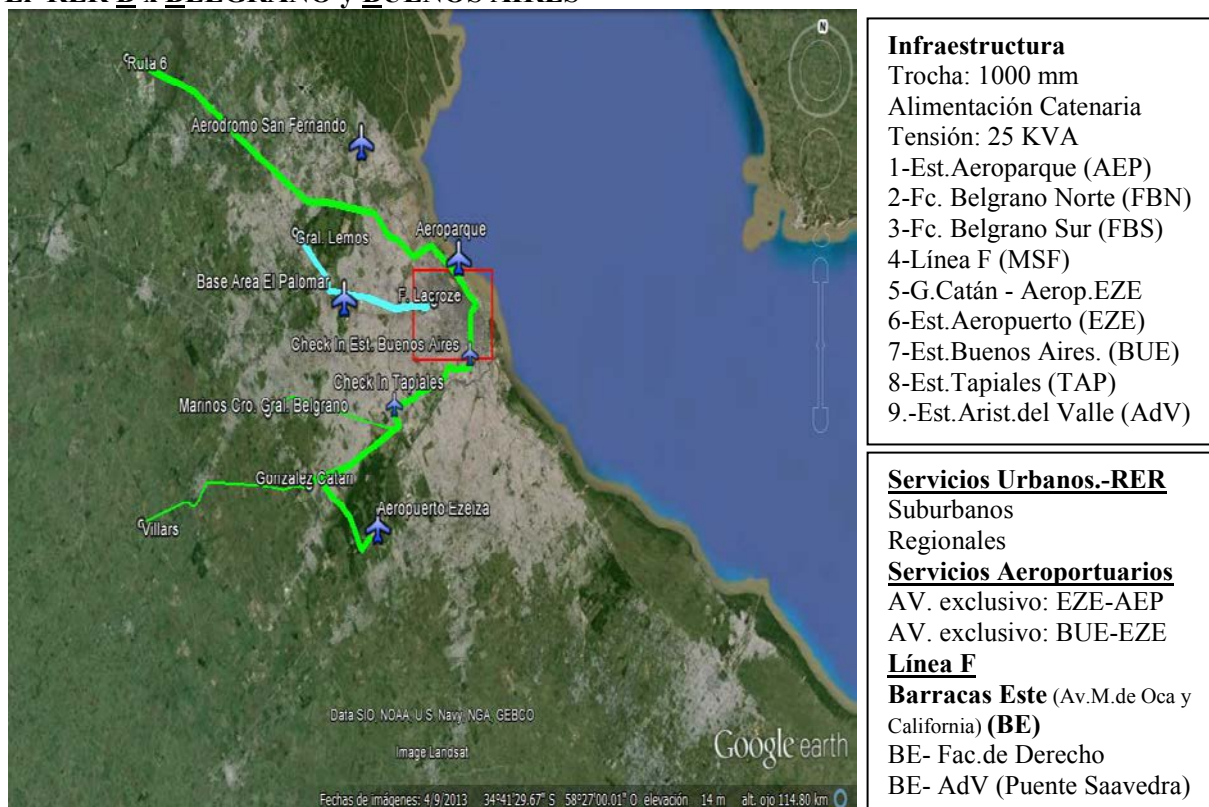 El RER B x BELGRANO y BUENOS AIRES
N
Ruta 6
Aerodromo San Fernando
Aeroparque
Gral. Lemos
Base Area El Palomar
F. Lacroze
Check In Est. Buenos Aires
Check In Tapiales
Marinos Cro. Gral. Belgrano
Gonzalez Catan
Aeropuerto Ezeiza
Villars
Data SIO, NOAA, U.S. Navy, NGA, GEBCO
Image Landsat
Google earth
Fechas de imágenes: 4/9/2013 34°41'29.67" S 58°27'00.01" O elevación 14 m alt. ojo 114.80 km
Infraestructura
Trocha: 1000 mm
Alimentación Catenaria
Tensión: 25 KVA
1-Est.Aeroparque (AEP)
2-Fc. Belgrano Norte (FBN)
3-Fc. Belgrano Sur (FBS)
4-Línea F (MSF)
5-G.Catán - Aerop.EZE
6-Est.Aeropuerto (EZE)
7-Est.Buenos Aires. (BUE)
8-Est.Tapiales (TAP)
9.-Est.Arist.del Valle (AdV)
Servicios Urbanos.-RER
Suburbanos
Regionales
Servicios Aeroportuarios
AV. exclusivo: EZE-AEP
AV. exclusivo: BUE-EZE
Línea F
Barracas Este (Av.M.de Oca y
California) (BE)
BE- Fac.de Derecho
BE- AdV (Puente Saavedra)